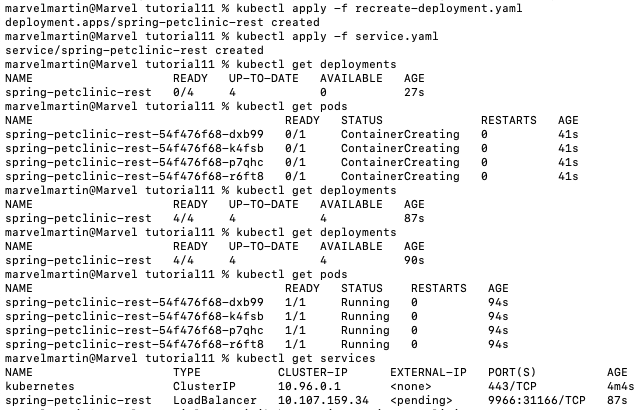 marvelmartin@Marvel tutorial11 % kubectl apply -f recreate-deployment.yaml
deployment.apps/spring-petclinic-rest created
marvelmartin@Marvel tutorial11 % kubectl apply -f service.yaml
service/spring-petclinic-rest created
marvelmartin@Marvel tutorial11 % kubectl get deployments
NAME READY UP-TO-DATE AVAILABLE AGE
spring-petclinic-rest 0/4 4 0 27s
marvelmartin@Marvel tutorial11 % kubectl get pods
NAME READY STATUS RESTARTS AGE
spring-petclinic-rest-54f476f68-dxb99 0/1 ContainerCreating 0 41s
spring-petclinic-rest-54f476f68-k4fsb 0/1 ContainerCreating 0 41s
spring-petclinic-rest-54f476f68-p7qhc 0/1 ContainerCreating 0 41s
spring-petclinic-rest-54f476f68-r6ft8 0/1 ContainerCreating 0 41s
marvelmartin@Marvel tutorial11 % kubectl get deployments
NAME READY UP-TO-DATE AVAILABLE AGE
spring-petclinic-rest 4/4 4 4 87s
marvelmartin@Marvel tutorial11 % kubectl get deployments
NAME READY UP-TO-DATE AVAILABLE AGE
spring-petclinic-rest 4/4 4 4 90s
marvelmartin@Marvel tutorial11 % kubectl get pods
NAME READY STATUS RESTARTS AGE
spring-petclinic-rest-54f476f68-dxb99 1/1 Running 0 94s
spring-petclinic-rest-54f476f68-k4fsb 1/1 Running 0 94s
spring-petclinic-rest-54f476f68-p7qhc 1/1 Running 0 94s
spring-petclinic-rest-54f476f68-r6ft8 1/1 Running 0 94s
marvelmartin@Marvel tutorial11 % kubectl get services
NAME TYPE CLUSTER-IP EXTERNAL-IP PORT(S) AGE
kubernetes ClusterIP 10.96.0.1 <none> 443/TCP 4m4s
spring-petclinic-rest LoadBalancer 10.107.159.34 <pending> 9966:31166/TCP 87s